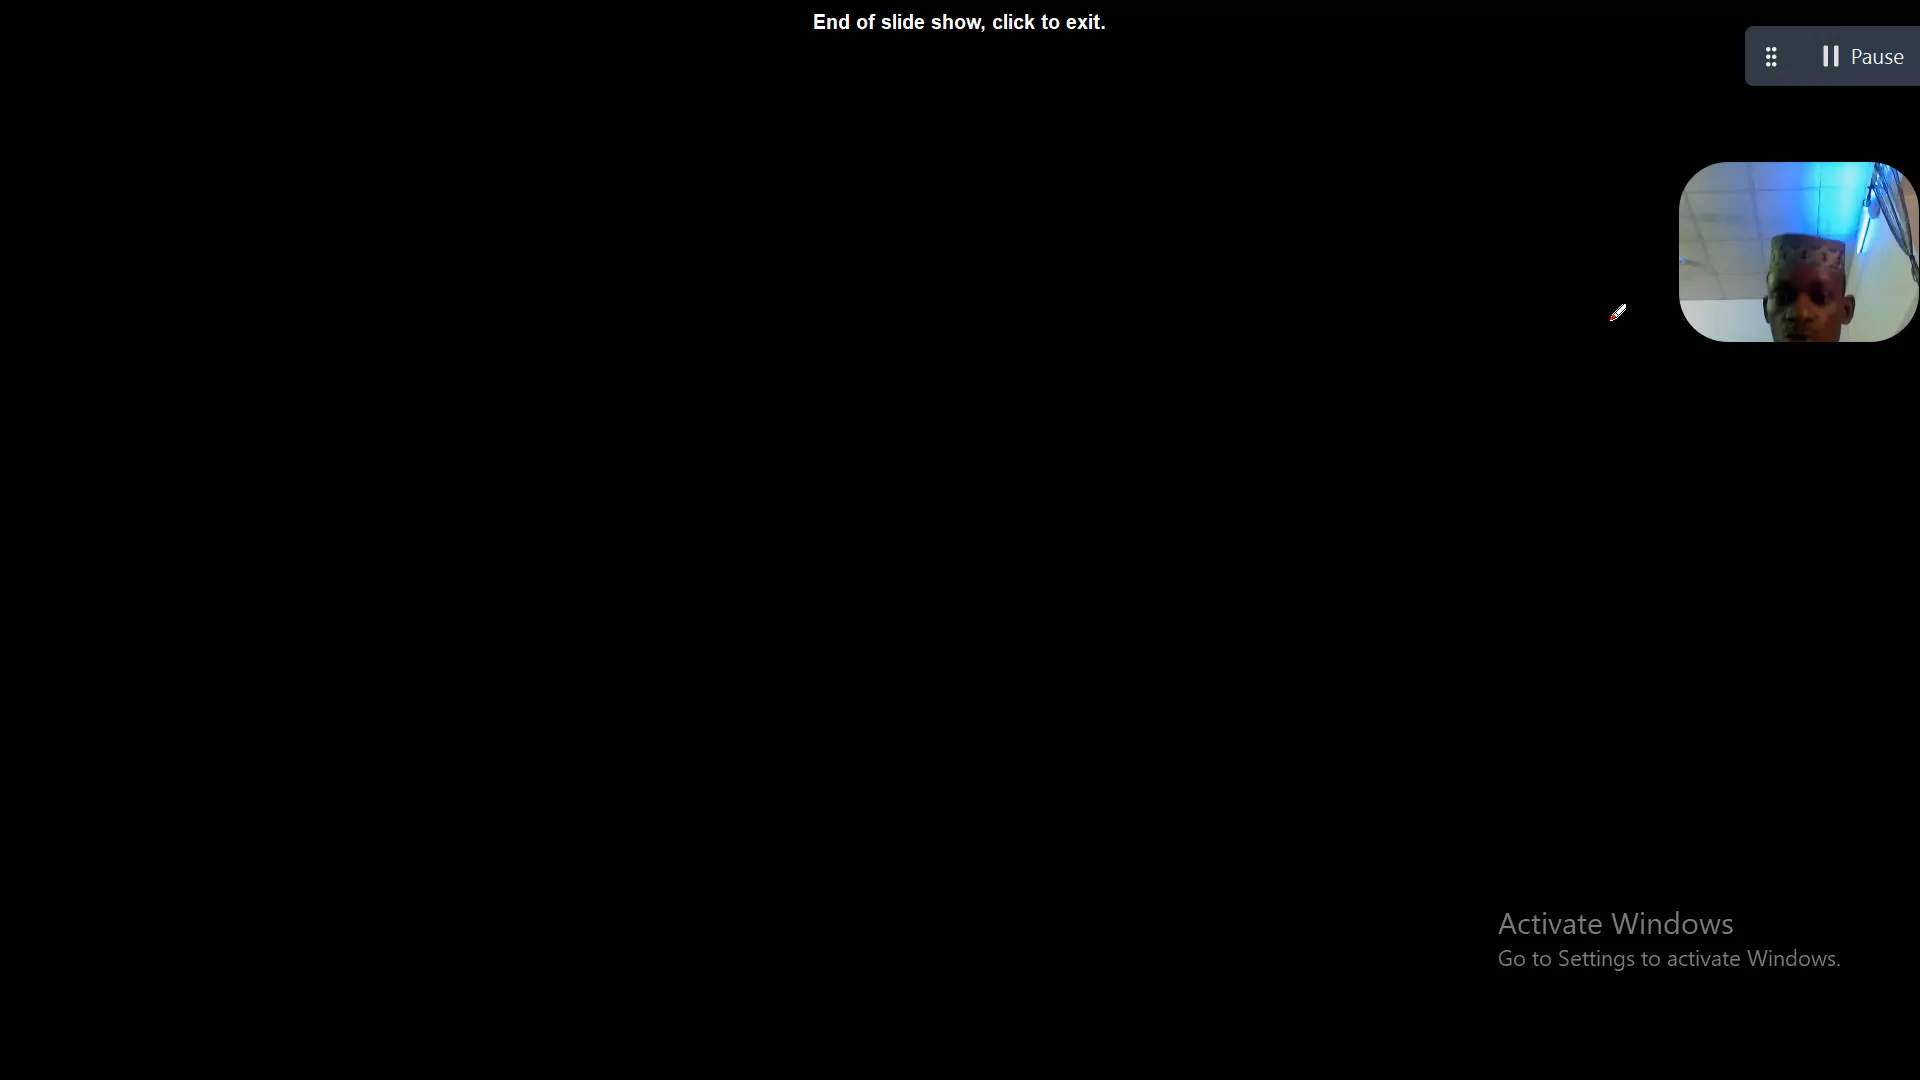 End of slide show, click to exit.
Pause
Activate Windows
Go to Settings to activate Windows.